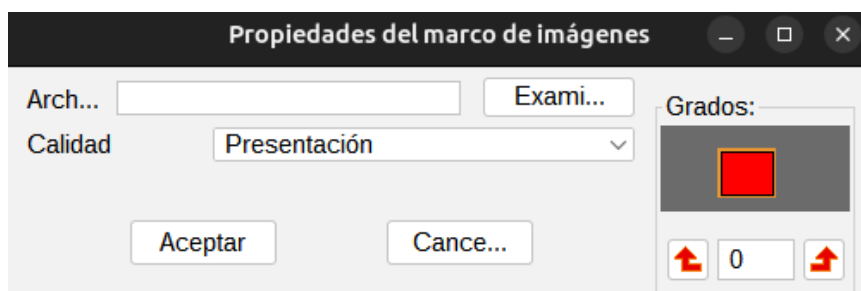 Propiedades del marco de imágenes
Arch...
Exami...
Grados:
Calidad
Presentación
Aceptar
Cance...
0